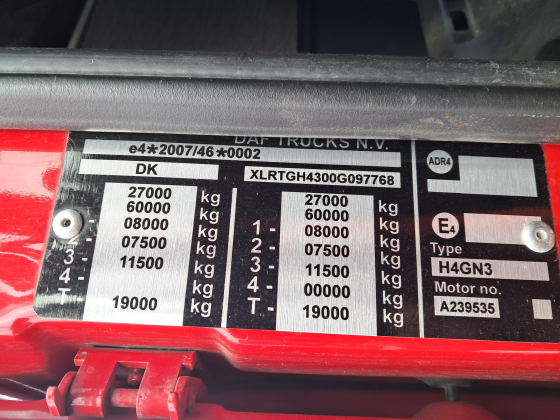 DAF TRUCKS N.V.
e4*2007/46*0002
DK XLRTGH4300G097768
27000 kg
60000 kg
08000 kg
07500 kg
3 - 11500 kg
4 - kg
T - 19000 kg
27000 kg
60000 kg
1 - 08000 kg
2 - 07500 kg
3 - 11500 kg
4 - 00000 kg
T - 19000 kg
ADR4
E4
Type
H4GN3
Motor no.
A239535